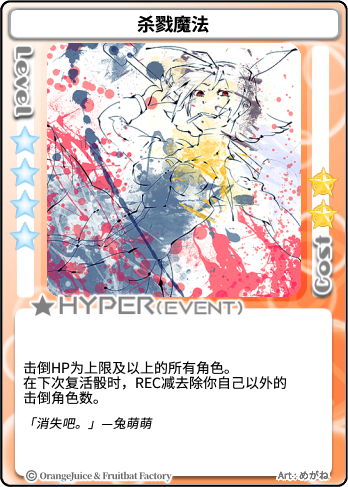 杀戮魔法
Level
Cost
HYPER(EVENT)
击倒HP为上限及以上的所有角色。
在下次复活骰时，REC减去除你自己以外的
击倒角色数。
「消失吧。」—兔萌萌
© OrangeJuice & Fruitbat Factory
Art.: めがね